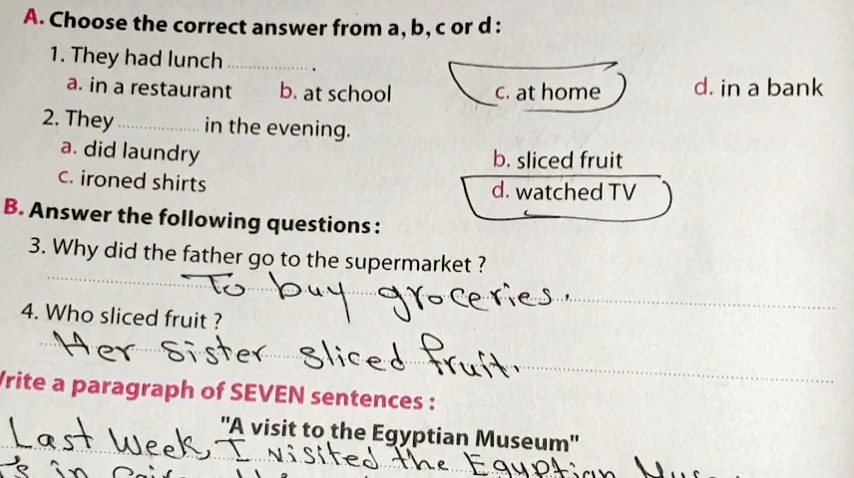 A. Choose the correct answer from a, b, c or d:
1. They had lunch ................ .
a. in a restaurant b. at school c. at home d. in a bank
2. They ................ in the evening.
a. did laundry b. sliced fruit
c. ironed shirts d. watched TV
B. Answer the following questions:
3. Why did the father go to the supermarket ?
To buy groceries.
4. Who sliced fruit ?
Her sister sliced fruit.
Write a paragraph of SEVEN sentences :
"A visit to the Egyptian Museum"
Last week, I visited the Egyptian
in